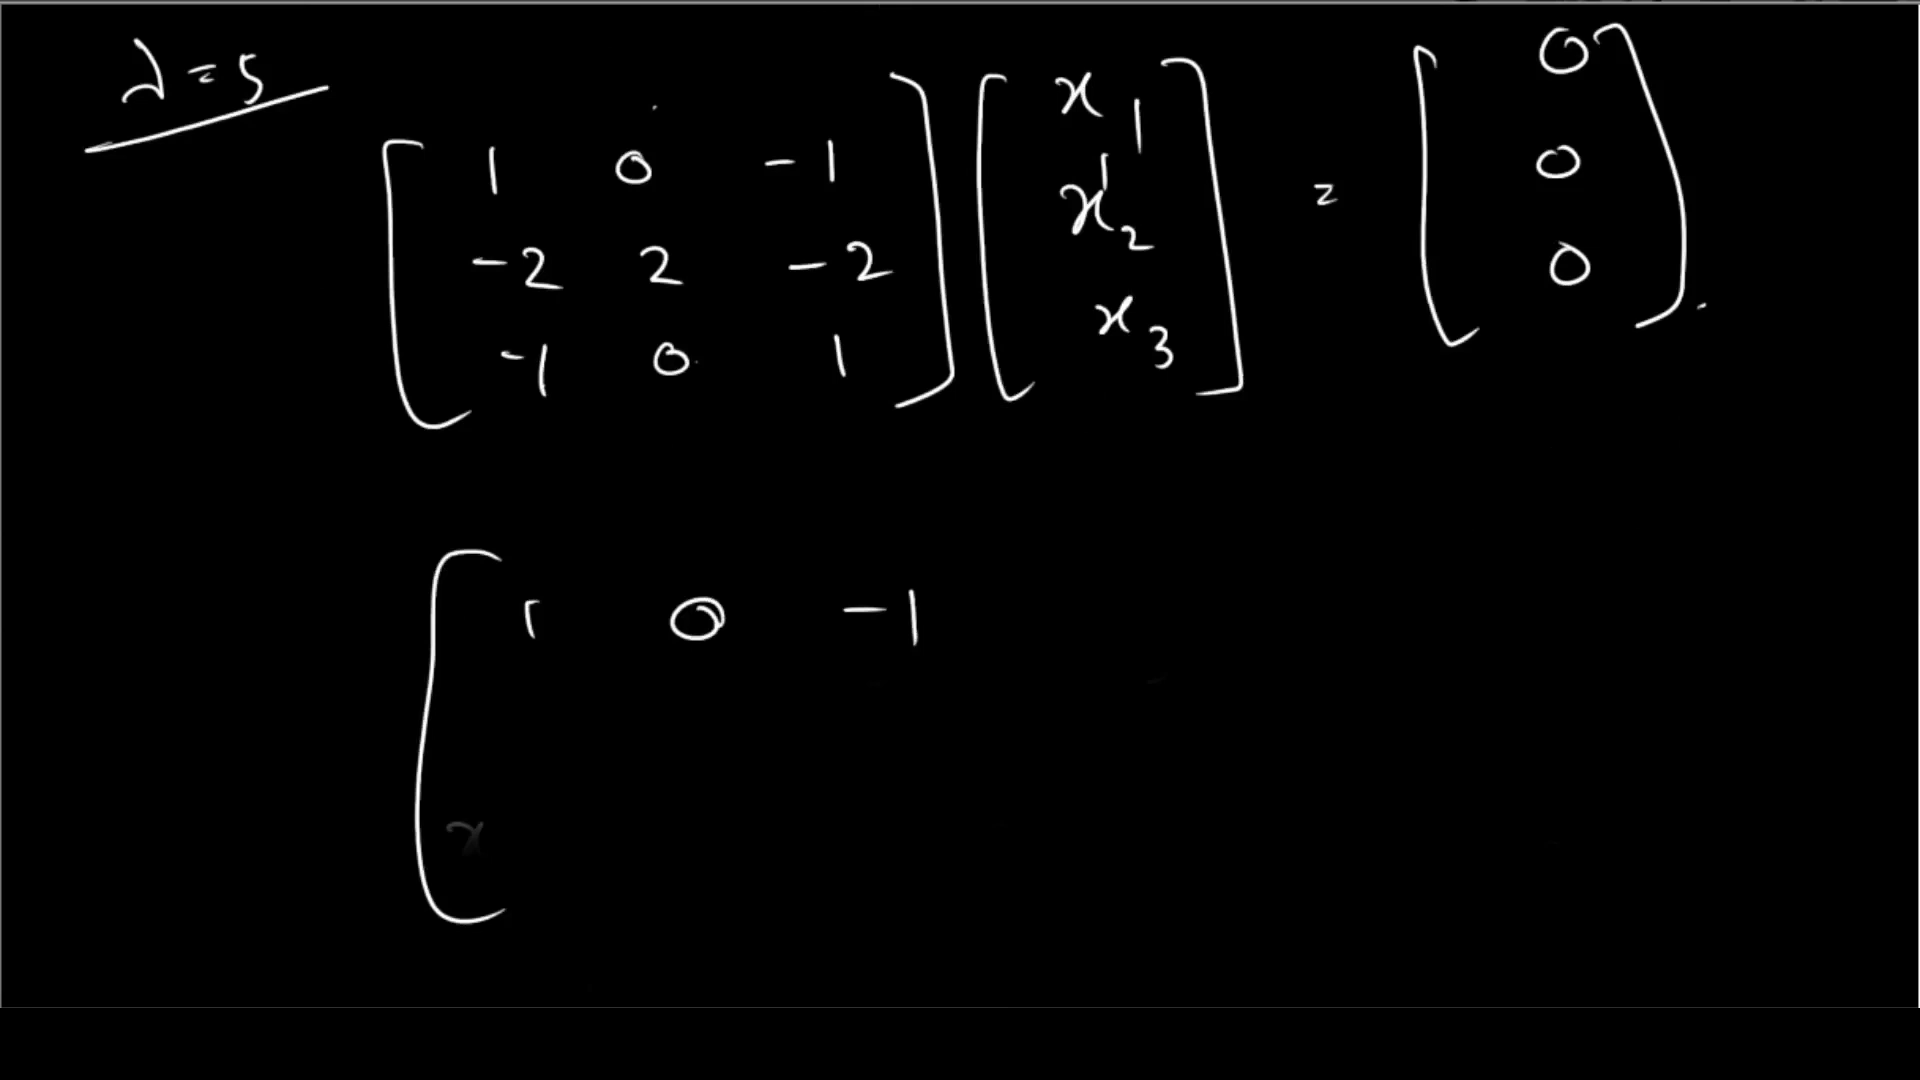 λ = 5
[ 1 0 -1 ] [ x1 ] = [ 0 ]
[ -2 2 -2 ] [ x2 ] [ 0 ]
[ -1 0 1 ] [ x3 ] [ 0 ].
[ 1 0 -1
x